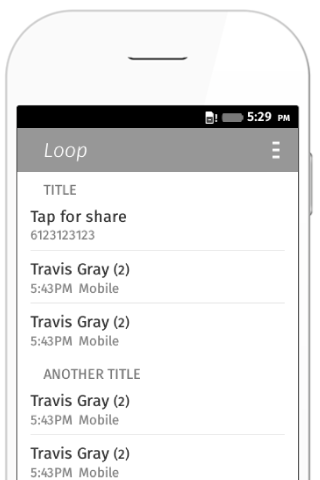 5:29 PM
Loop
TITLE
Tap for share
6123123123
Travis Gray (2)
5:43PM Mobile
Travis Gray (2)
5:43PM Mobile
ANOTHER TITLE
Travis Gray (2)
5:43PM Mobile
Travis Gray (2)
5:43PM Mobile